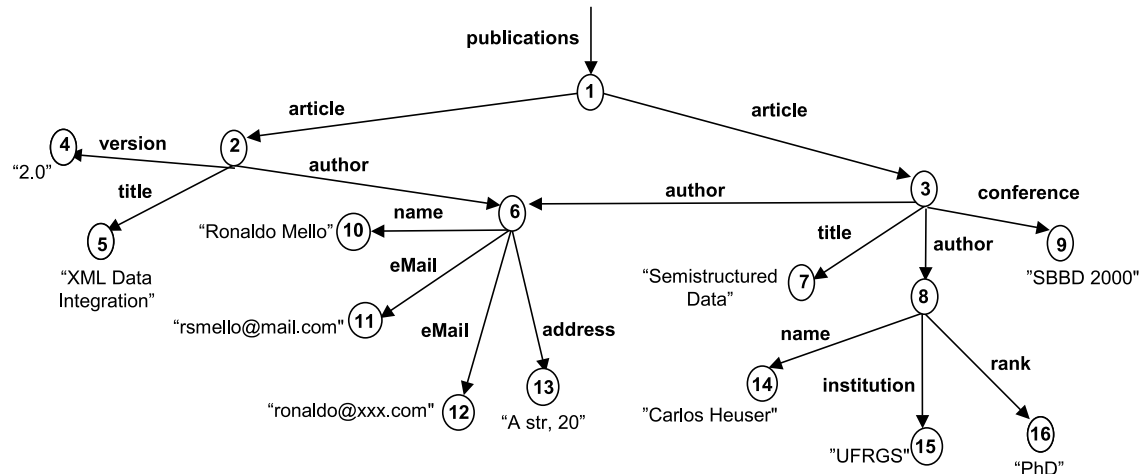 publications
1
article
article
4
version
2
"2.0"
author
3
title
author
conference
6
name
10
"Ronaldo Mello"
5
title
author
9
eMail
"XML Data
Integration"
"Semistructured
Data"
7
"SBBD 2000"
8
"rsmello@mail.com"
11
eMail
address
name
rank
13
14
institution
"ronaldo@xxx.com"
12
"A str, 20"
"Carlos Heuser"
16
"UFRGS"
15
"PhD"